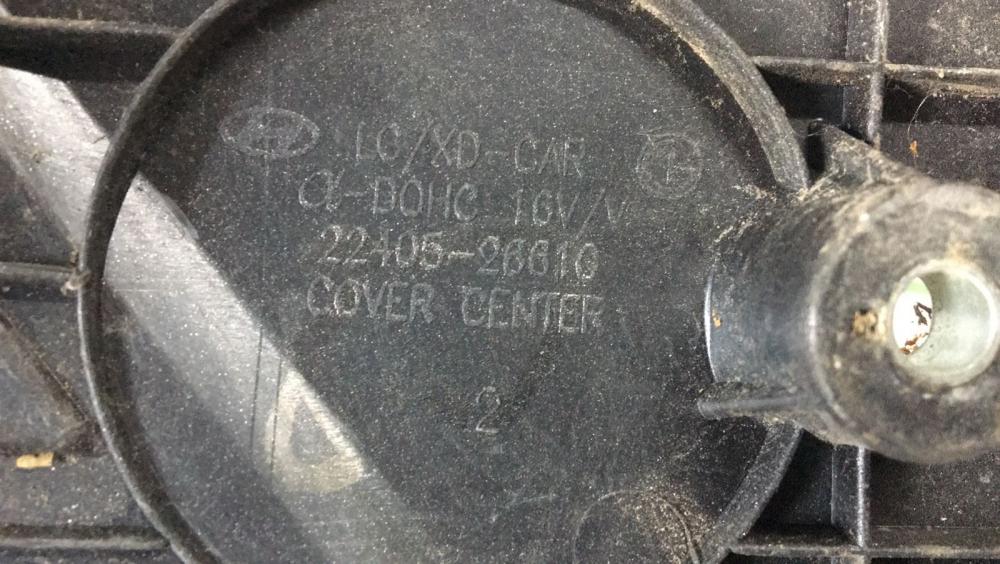 LC/XD-CAR
α-DOHC 16V/V
22405-26610
COVER CENTER
2